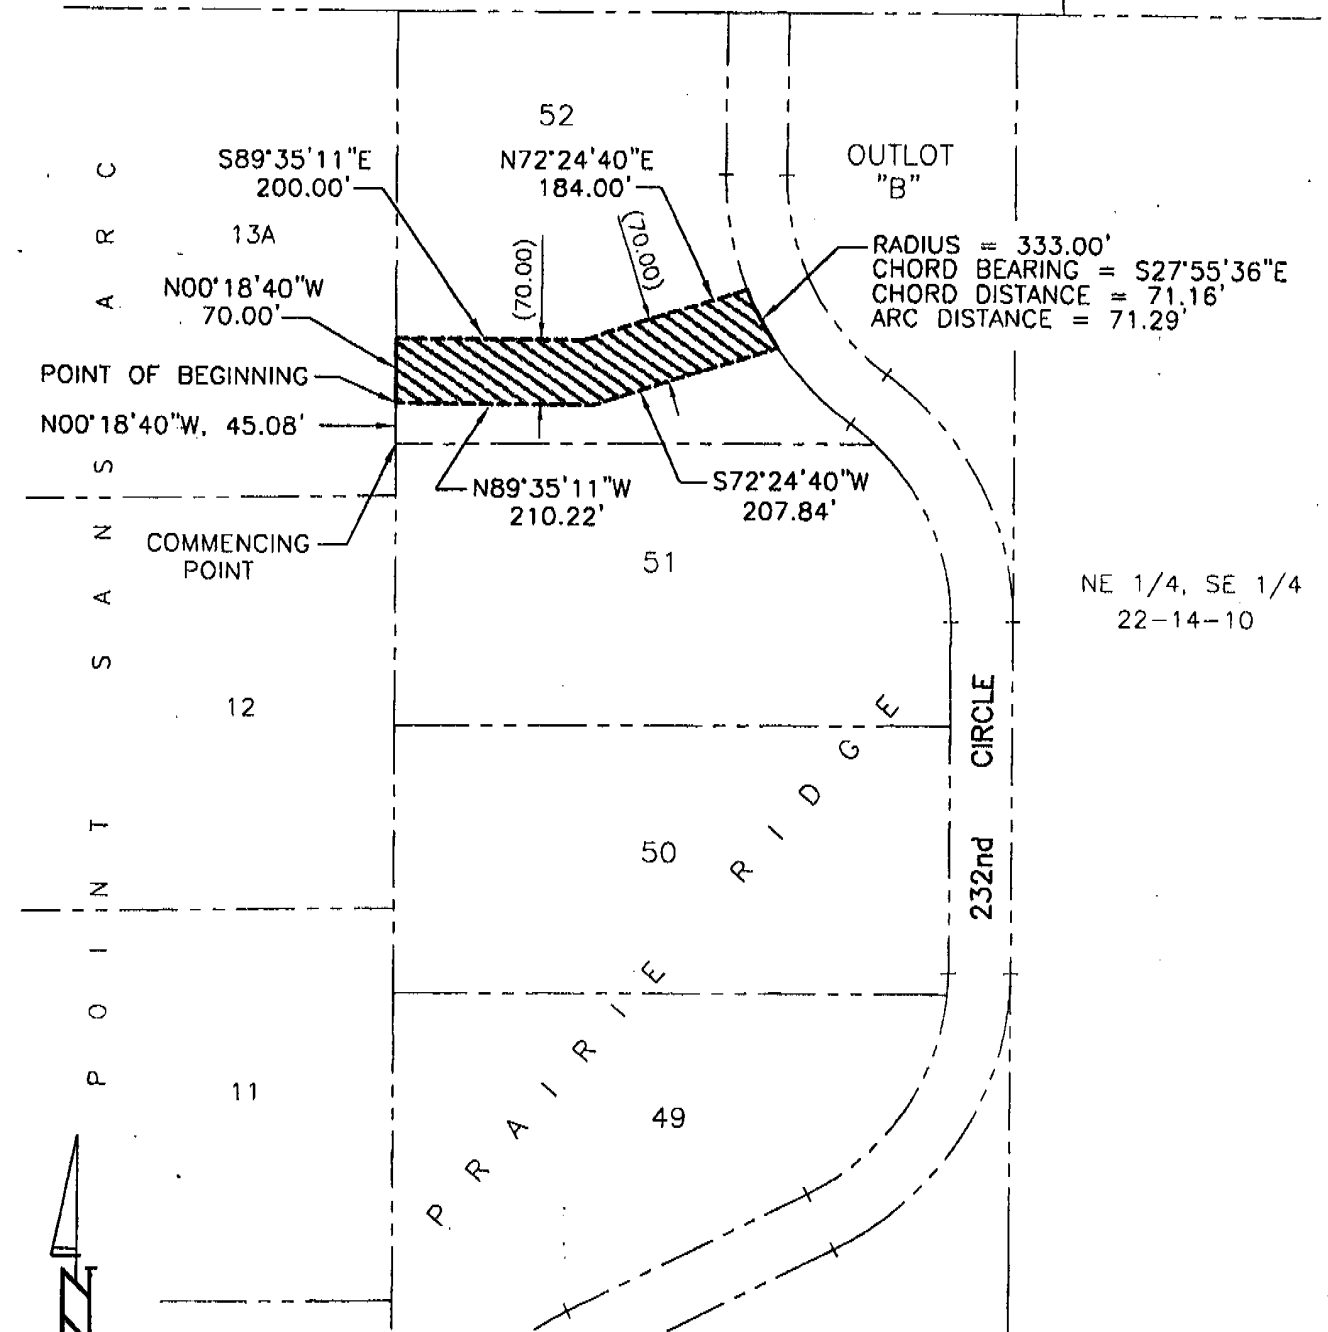 52
S89°35'11"E
200.00'
N72°24'40"E
184.00'
OUTLOT
"B"
13A
(70.00)
(70.00)
RADIUS = 333.00'
CHORD BEARING = S27°55'36"E
CHORD DISTANCE = 71.16'
ARC DISTANCE = 71.29'
N00°18'40"W
70.00'
POINT OF BEGINNING
N00°18'40"W, 45.08'
N89°35'11"W
210.22'
S72°24'40"W
207.84'
COMMENCING
POINT
51
NE 1/4, SE 1/4
22-14-10
12
50
232nd CIRCLE
POINT SANS ARC
PRAIRIE RIDGE
11
49